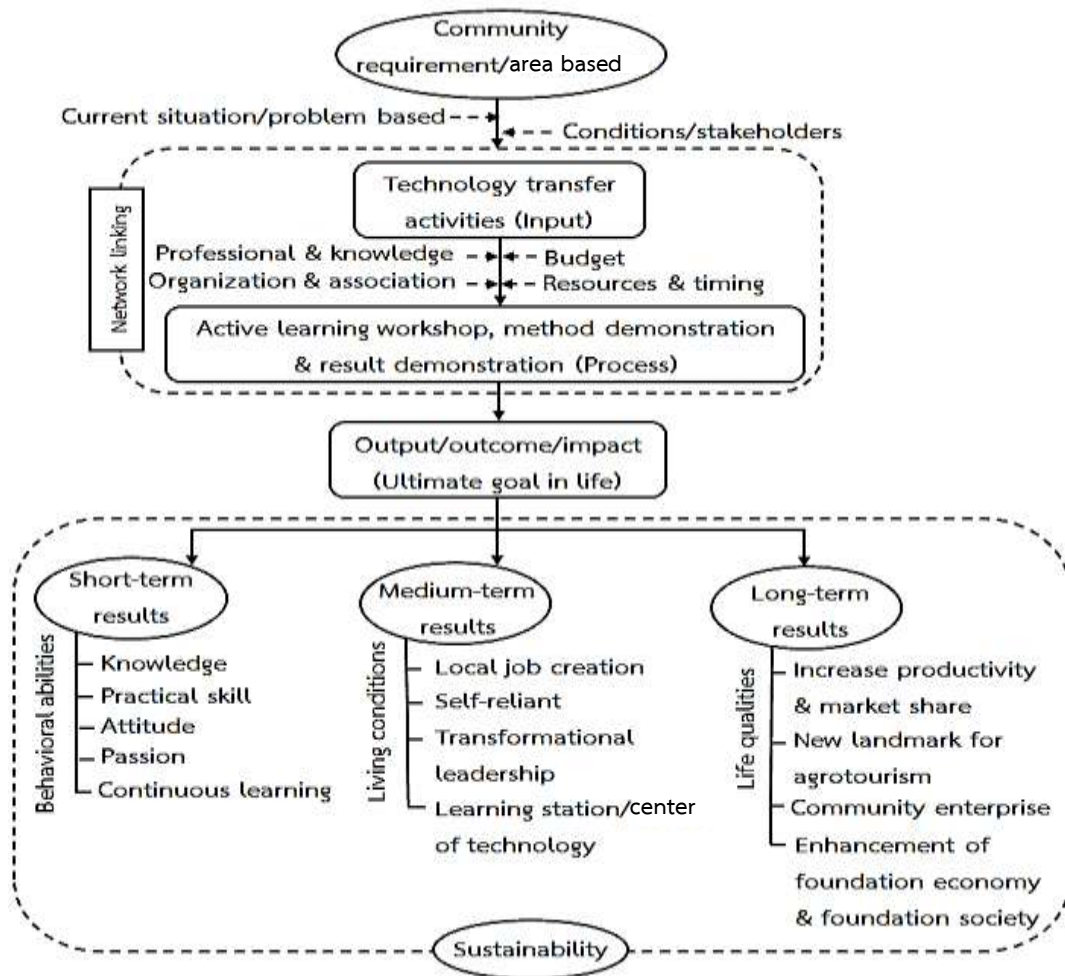 Community
requirement/area based
Current situation/problem based
Conditions/stakeholders
Network linking
Technology transfer
activities (Input)
Professional & knowledge
Budget
Organization & association
Resources & timing
Active learning workshop, method demonstration
& result demonstration (Process)
Output/outcome/impact
(Ultimate goal in life)
Short-term
results
Behavioral abilities
Knowledge
Practical skill
Attitude
Passion
Continuous learning
Medium-term
results
Living conditions
Local job creation
Self-reliant
Transformational
leadership
Learning station/center
of technology
Long-term
results
Life qualities
Increase productivity
& market share
New landmark for
agrotourism
Community enterprise
Enhancement of
foundation economy
& foundation society
Sustainability